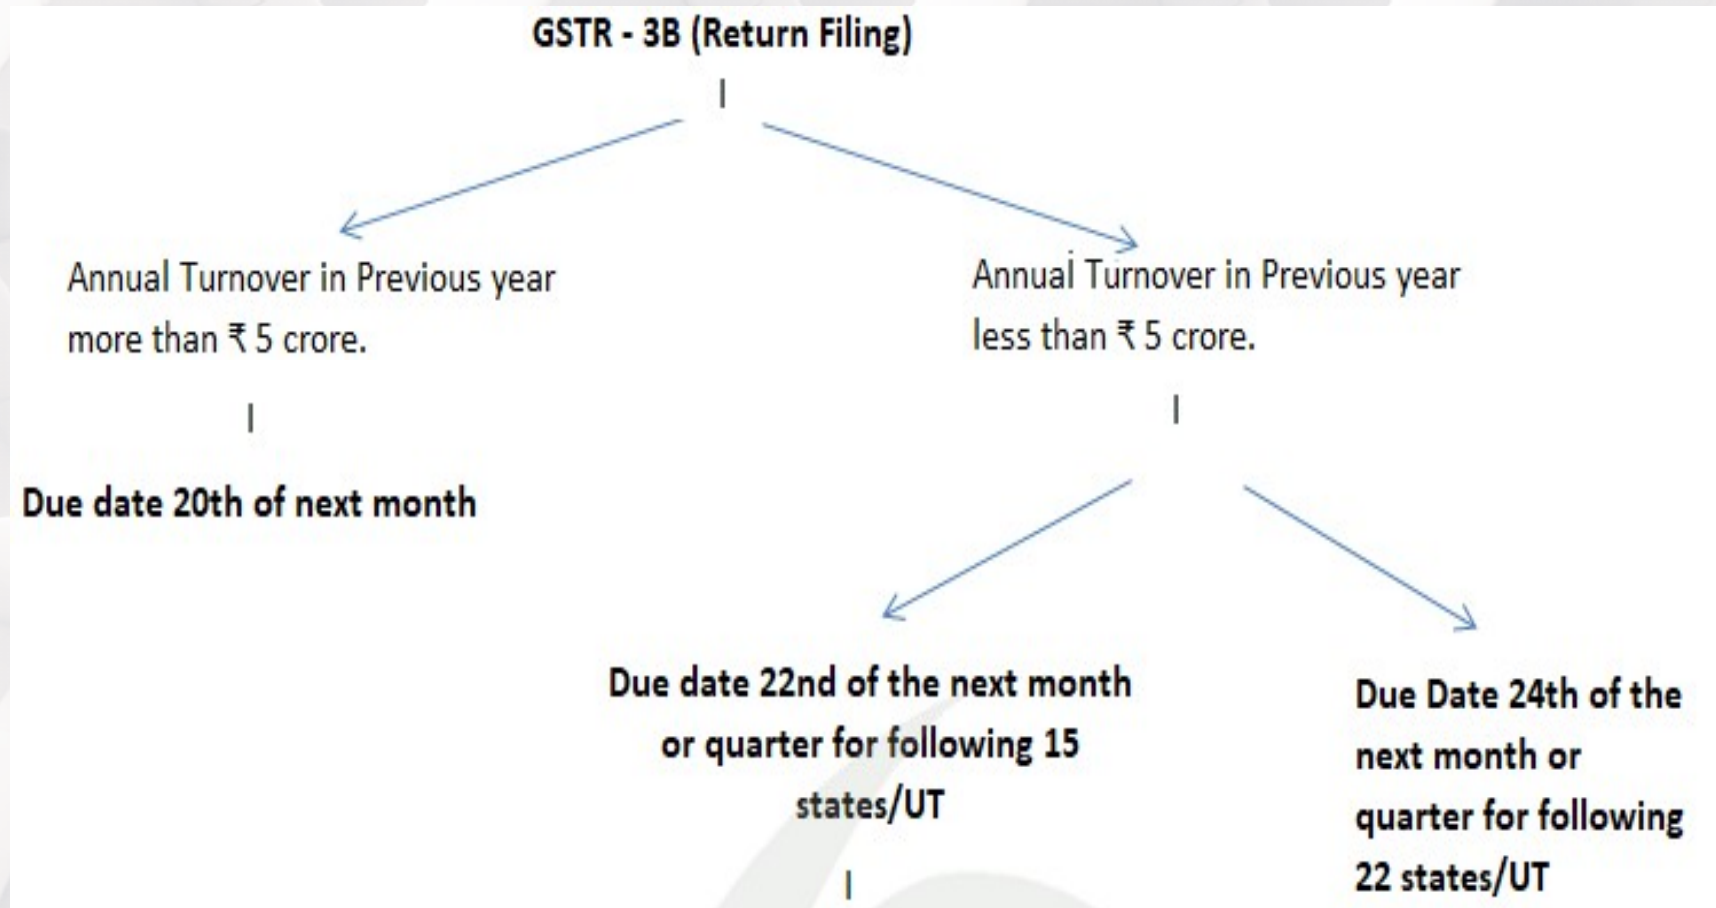 GSTR - 3B (Return Filing)
Annual Turnover in Previous year
more than ₹ 5 crore.
Due date 20th of next month
Annual Turnover in Previous year
less than ₹ 5 crore.
Due date 22nd of the next month
or quarter for following 15
states/UT
Due Date 24th of the
next month or
quarter for following
22 states/UT